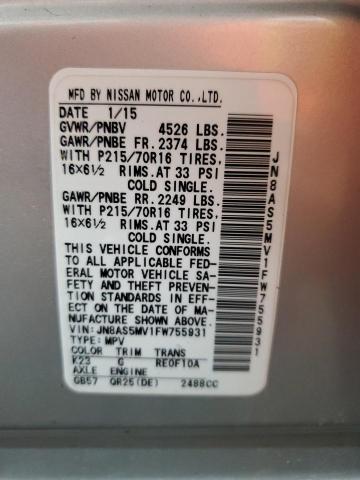 MFD BY NISSAN MOTOR CO.,LTD.
DATE 1/15
GVWR/PNBV 4526 LBS.
GAWR/PNBE FR. 2374 LBS.
WITH P215/70R16 TIRES,
16X6½ RIMS.AT 33 PSI
COLD SINGLE.
GAWR/PNBE RR. 2249 LBS.
WITH P215/70R16 TIRES,
16X6½ RIMS.AT 33 PSI
COLD SINGLE.
THIS VEHICLE CONFORMS
TO ALL APPLICABLE FED-
ERAL MOTOR VEHICLE SA-
FETY AND THEFT PREVEN-
TION STANDARDS IN EFF-
ECT ON THE DATE OF MA-
NUFACTURE SHOWN ABOVE.
VIN:JN8AS5MV1FW755931
TYPE: MPV
COLOR TRIM TRANS
K23 G RE0F10A
AXLE ENGINE
GB57 QR25(DE) 2488CC
JN8AS5MV1FW755931